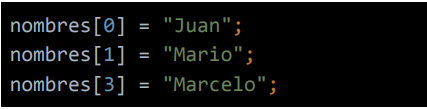 nombres[0] = "Juan";
nombres[1] = "Mario";
nombres[3] = "Marcelo";